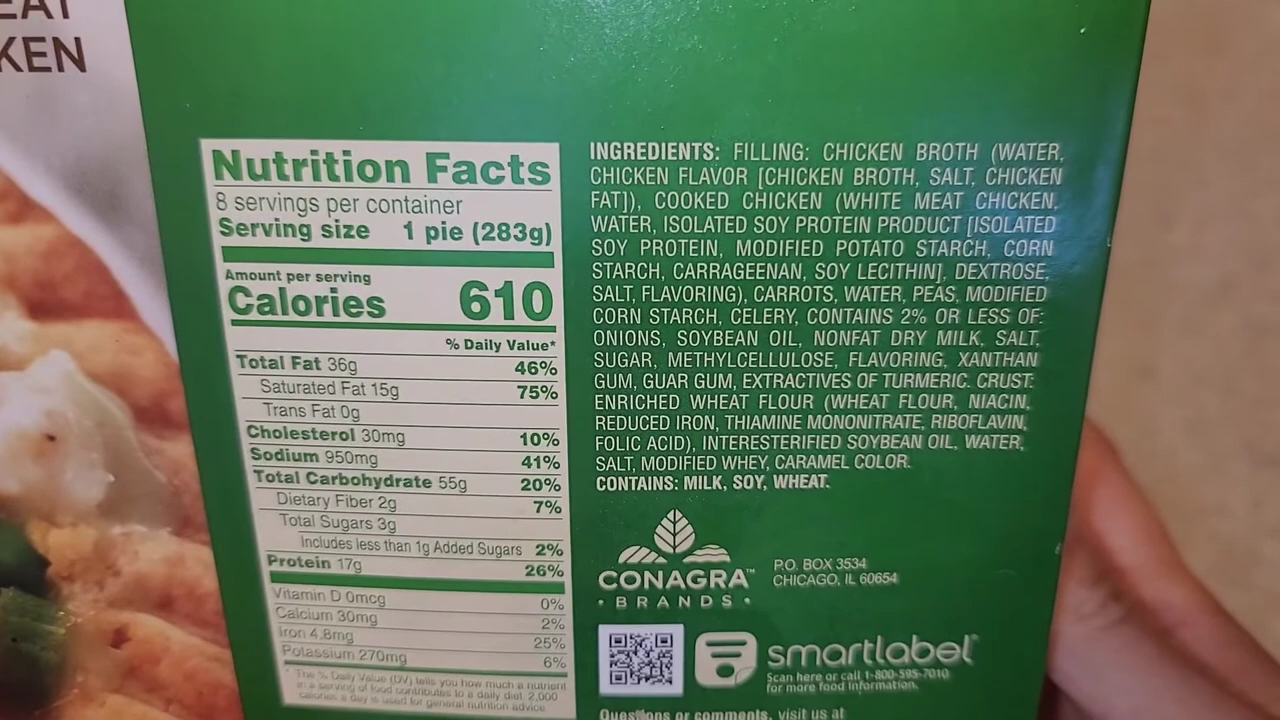 EAT
KEN
Nutrition Facts
8 servings per container
Serving size 1 pie (283g)
Amount per serving
Calories 610
% Daily Value*
Total Fat 36g 46%
Saturated Fat 15g 75%
Trans Fat 0g
Cholesterol 30mg 10%
Sodium 950mg 41%
Total Carbohydrate 55g 20%
Dietary Fiber 2g 7%
Total Sugars 3g
Includes less than 1g Added Sugars 2%
Protein 17g 26%
Vitamin D 0mcg 0%
Calcium 30mg 2%
Iron 4.8mg 25%
Potassium 270mg 6%
* The % Daily Value (DV) tells you how much a nutrient
in a serving of food contributes to a daily diet. 2,000
calories a day is used for general nutrition advice.
INGREDIENTS: FILLING: CHICKEN BROTH (WATER,
CHICKEN FLAVOR [CHICKEN BROTH, SALT, CHICKEN
FAT]), COOKED CHICKEN (WHITE MEAT CHICKEN,
WATER, ISOLATED SOY PROTEIN PRODUCT [ISOLATED
SOY PROTEIN, MODIFIED POTATO STARCH, CORN
STARCH, CARRAGEENAN, SOY LECITHIN], DEXTROSE,
SALT, FLAVORING), CARROTS, WATER, PEAS, MODIFIED
CORN STARCH, CELERY, CONTAINS 2% OR LESS OF:
ONIONS, SOYBEAN OIL, NONFAT DRY MILK, SALT,
SUGAR, METHYLCELLULOSE, FLAVORING, XANTHAN
GUM, GUAR GUM, EXTRACTIVES OF TURMERIC. CRUST:
ENRICHED WHEAT FLOUR (WHEAT FLOUR, NIACIN,
REDUCED IRON, THIAMINE MONONITRATE, RIBOFLAVIN,
FOLIC ACID), INTERESTERIFIED SOYBEAN OIL, WATER,
SALT, MODIFIED WHEY, CARAMEL COLOR.
CONTAINS: MILK, SOY, WHEAT.
CONAGRA™
• BRANDS •
P.O. BOX 3534
CHICAGO, IL 60654
smartlabel®
Scan here or call 1-800-595-7010
for more food information.
Questions or comments, visit us at